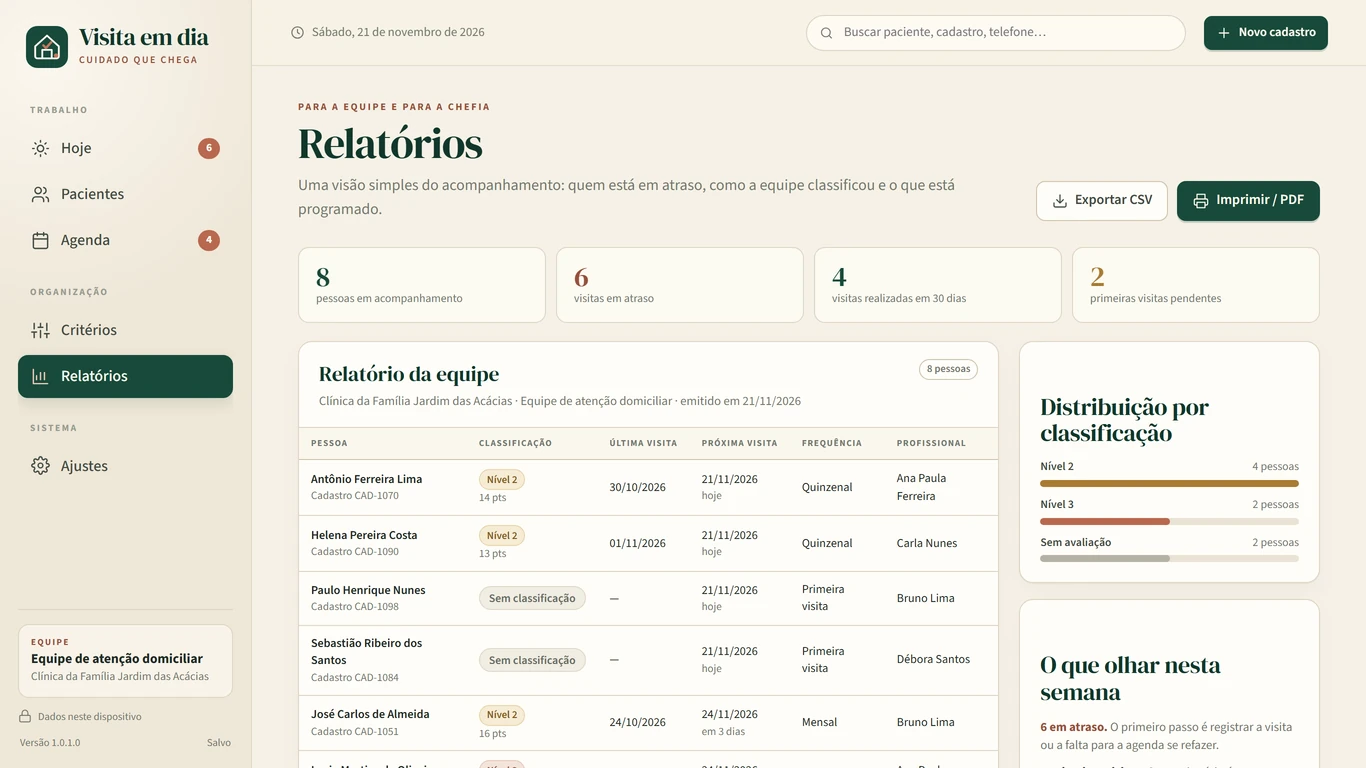 Visita em dia
CUIDADO QUE CHEGA
TRABALHO
Hoje
6
Pacientes
Agenda
4
ORGANIZAÇÃO
Critérios
Relatórios
SISTEMA
Ajustes
EQUIPE
Equipe de atenção domiciliar
Clínica da Família Jardim das Acácias
Dados neste dispositivo
Versão 1.0.1.0
Salvo
Sábado, 21 de novembro de 2026
Buscar paciente, cadastro, telefone…
Novo cadastro
PARA A EQUIPE E PARA A CHEFIA
Relatórios
Uma visão simples do acompanhamento: quem está em atraso, como a equipe classificou e o que está
programado.
Exportar CSV
Imprimir / PDF
8
pessoas em acompanhamento
6
visitas em atraso
4
visitas realizadas em 30 dias
2
primeiras visitas pendentes
Relatório da equipe
8 pessoas
Clínica da Família Jardim das Acácias · Equipe de atenção domiciliar · emitido em 21/11/2026
PESSOA CLASSIFICAÇÃO ÚLTIMA VISITA PRÓXIMA VISITA FREQUÊNCIA PROFISSIONAL
Antônio Ferreira Lima
Cadastro CAD-1070
Nível 2
14 pts
30/10/2026
21/11/2026
hoje
Quinzenal
Ana Paula
Ferreira
Helena Pereira Costa
Cadastro CAD-1090
Nível 2
13 pts
01/11/2026
21/11/2026
hoje
Quinzenal
Carla Nunes
Paulo Henrique Nunes
Cadastro CAD-1098
Sem classificação
—
21/11/2026
hoje
Primeira
visita
Bruno Lima
Sebastião Ribeiro dos
Santos
Cadastro CAD-1084
Sem classificação
—
21/11/2026
hoje
Primeira
visita
Débora Santos
José Carlos de Almeida
Cadastro CAD-1051
Nível 2
16 pts
24/10/2026
24/11/2026
em 3 dias
Mensal
Bruno Lima
Distribuição por
classificação
Nível 2
4 pessoas
Nível 3
2 pessoas
Sem avaliação
2 pessoas
O que olhar nesta
semana
6 em atraso. O primeiro passo é registrar a visita
ou a falta para a agenda se refazer.